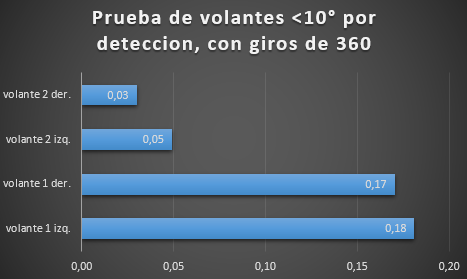 Prueba de volantes <10° por
deteccion, con giros de 360
volante 2 der.
0,03
volante 2 izq.
0,05
volante 1 der.
0,17
volante 1 izq.
0,18
0,00 0,05 0,10 0,15 0,20